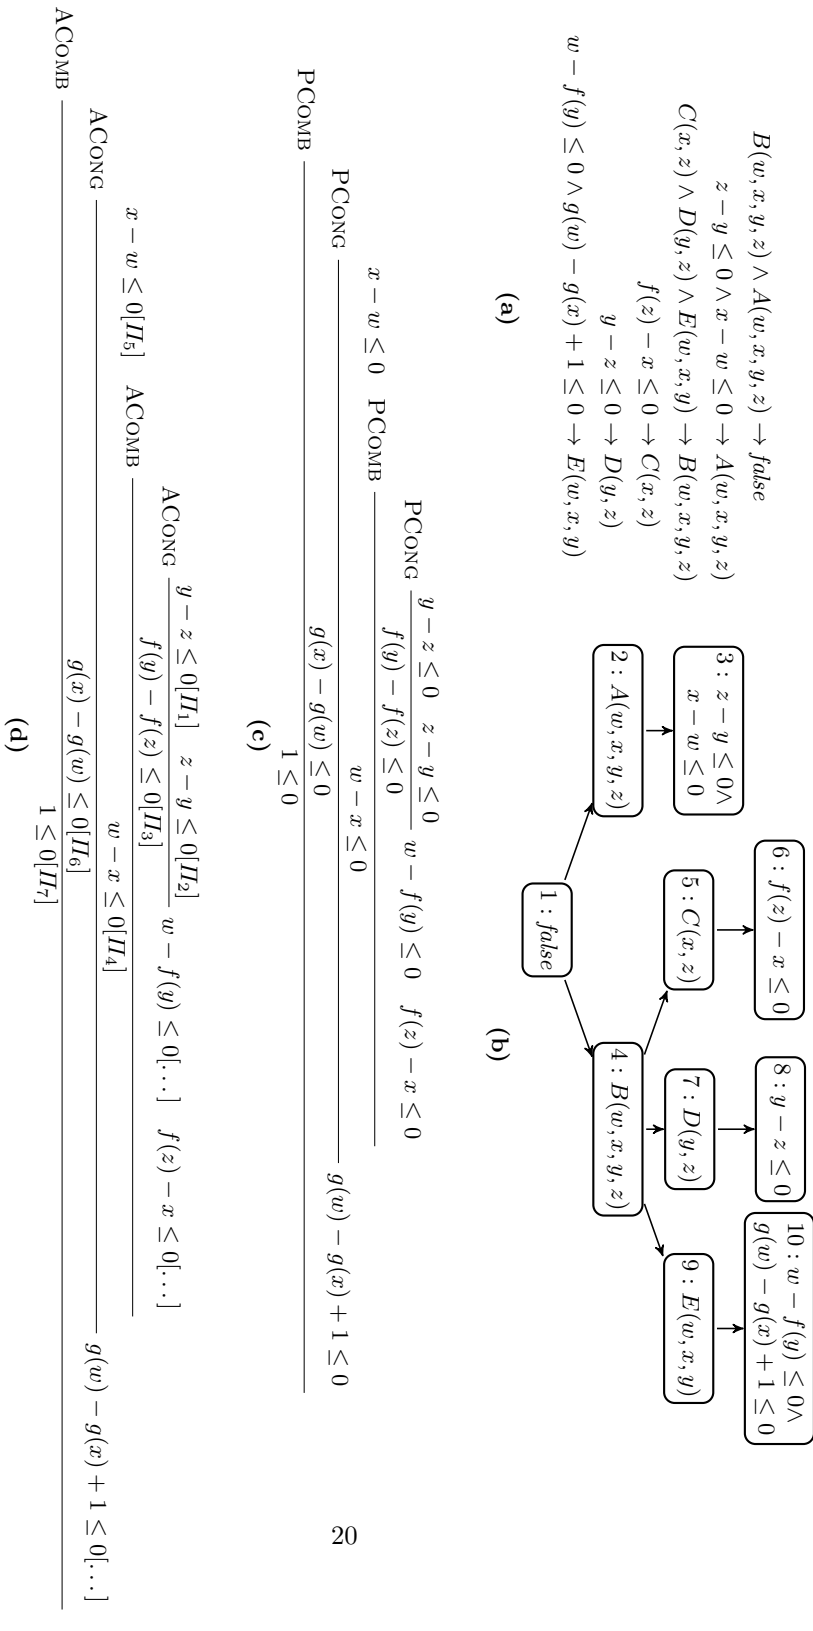 B(w, x, y, z) ∧ A(w, x, y, z) → false
z − y ≤ 0 ∧ x − w ≤ 0 → A(w, x, y, z)
C(x, z) ∧ D(y, z) ∧ E(w, x, y) → B(w, x, y, z)
f(z) − x ≤ 0 → C(x, z)
y − z ≤ 0 → D(y, z)
w − f(y) ≤ 0 ∧ g(w) − g(x) + 1 ≤ 0 → E(w, x, y)
(a)
3 : z − y ≤ 0∧
x − w ≤ 0
6 : f(z) − x ≤ 0
8 : y − z ≤ 0
10 : w − f(y) ≤ 0∧
g(w) − g(x) + 1 ≤ 0
2 : A(w, x, y, z)
5 : C(x, z)
7 : D(y, z)
9 : E(w, x, y)
1 : false
4 : B(w, x, y, z)
(b)
y − z ≤ 0 z − y ≤ 0
PCong
f(y) − f(z) ≤ 0 w − f(y) ≤ 0 f(z) − x ≤ 0
PComb
x − w ≤ 0 w − x ≤ 0
PCong
g(x) − g(w) ≤ 0 g(w) − g(x) + 1 ≤ 0
PComb
1 ≤ 0
(c)
y − z ≤ 0[Π₁] z − y ≤ 0[Π₂]
ACong
f(y) − f(z) ≤ 0[Π₃] w − f(y) ≤ 0[. . . ] f(z) − x ≤ 0[. . . ]
AComb
x − w ≤ 0[Π₅] w − x ≤ 0[Π₄]
ACong
g(x) − g(w) ≤ 0[Π₆] g(w) − g(x) + 1 ≤ 0[. . . ]
AComb
1 ≤ 0[Π₇]
(d)
20